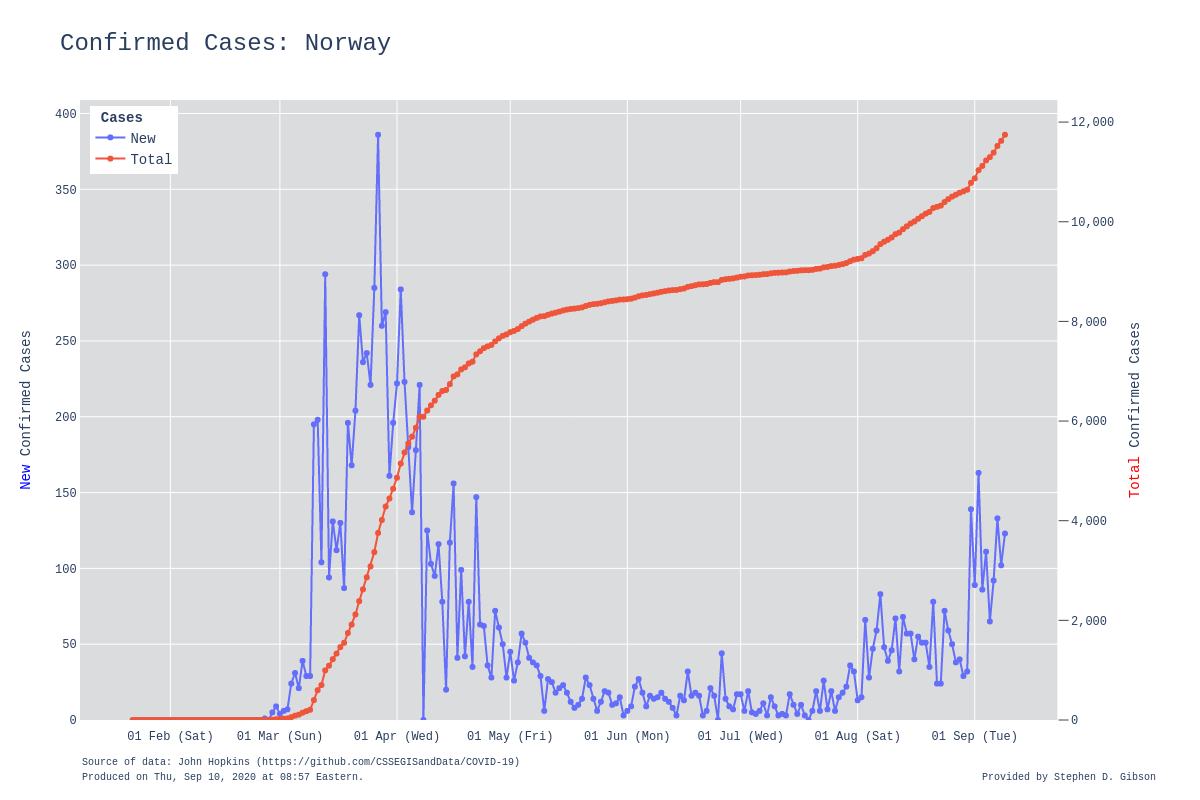 Confirmed Cases: Norway
Cases
New
Total
400
350
300
250
200
150
100
50
0
12,000
10,000
8,000
6,000
4,000
2,000
0
New Confirmed Cases
Total Confirmed Cases
01 Feb (Sat)
01 Mar (Sun)
01 Apr (Wed)
01 May (Fri)
01 Jun (Mon)
01 Jul (Wed)
01 Aug (Sat)
01 Sep (Tue)
Source of data: John Hopkins (https://github.com/CSSEGISandData/COVID-19)
Produced on Thu, Sep 10, 2020 at 08:57 Eastern.
Provided by Stephen D. Gibson